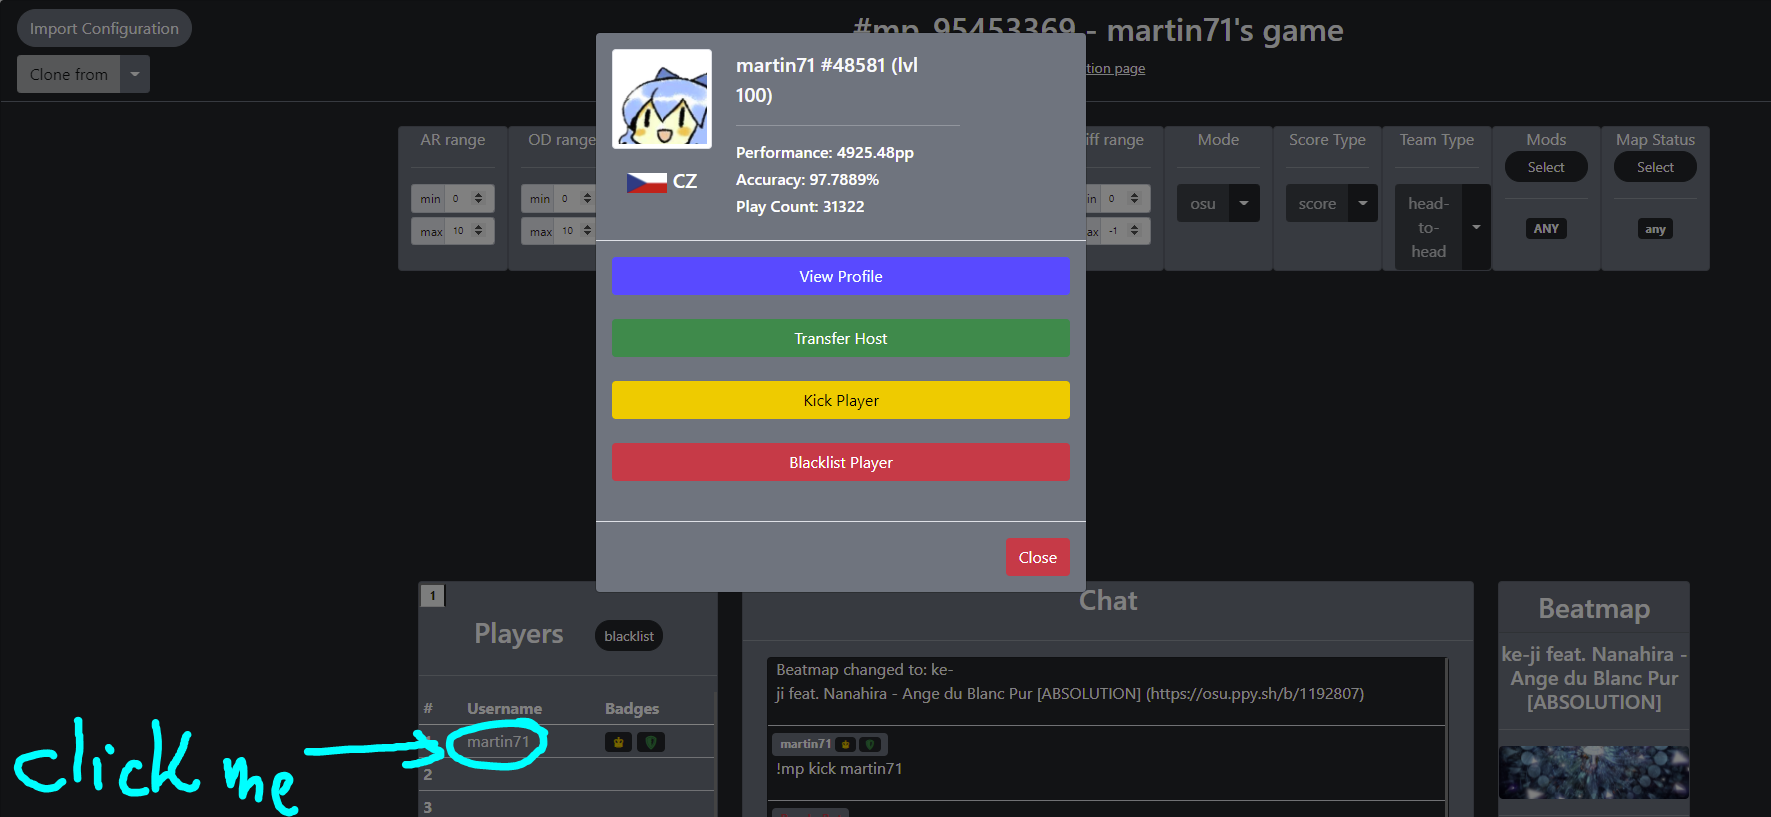 Import Configuration
#mp_95453369 - martin71's game
Clone from
tion page
martin71 #48581 (lvl
100)
Performance: 4925.48pp
CZ
Accuracy: 97.7889%
Play Count: 31322
AR range
OD range
iff range
Mode
Score Type
Team Type
Mods
Map Status
Select
Select
min 0
min 0
in 0
osu
score
head-
to-
head
max 10
max 10
ax -1
ANY
any
View Profile
Transfer Host
Kick Player
Blacklist Player
Close
1
Players
blacklist
Chat
Beatmap
ke-ji feat. Nanahira -
Ange du Blanc Pur
[ABSOLUTION]
Beatmap changed to: ke-
ji feat. Nanahira - Ange du Blanc Pur [ABSOLUTION] (https://osu.ppy.sh/b/1192807)
# Username Badges
martin71
2
3
martin71
!mp kick martin71
click me